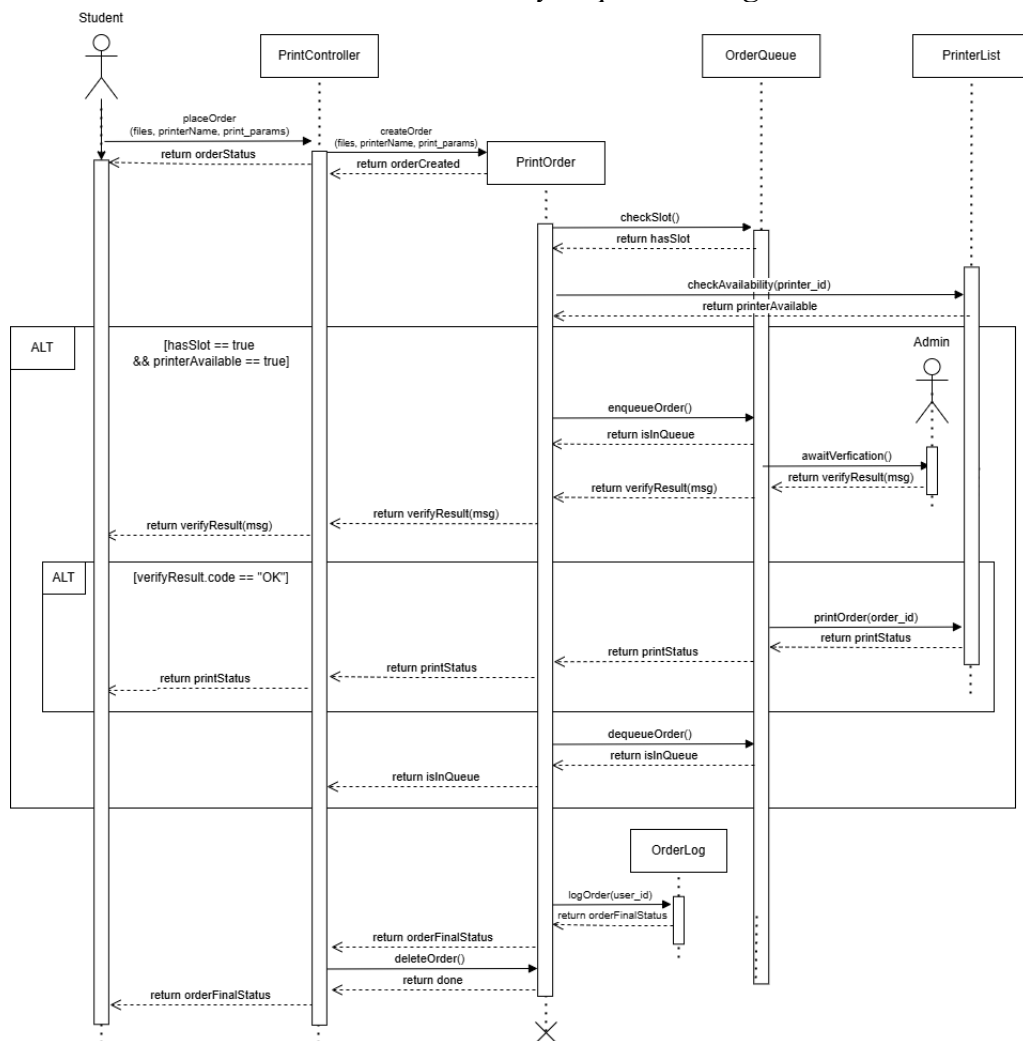 Student
PrintController
OrderQueue
PrinterList
placeOrder
(files, printerName, print_params)
createOrder
(files, printerName, print_params)
return orderStatus
return orderCreated
PrintOrder
checkSlot()
return hasSlot
checkAvailability(printer_id)
return printerAvailable
ALT
[hasSlot == true
&& printerAvailable == true]
Admin
enqueueOrder()
return isInQueue
awaitVerfication()
return verifyResult(msg)
return verifyResult(msg)
return verifyResult(msg)
return verifyResult(msg)
ALT
[verifyResult.code == "OK"]
printOrder(order_id)
return printStatus
return printStatus
return printStatus
return printStatus
dequeueOrder()
return isInQueue
return isInQueue
OrderLog
logOrder(user_id)
return orderFinalStatus
return orderFinalStatus
deleteOrder()
return done
return orderFinalStatus